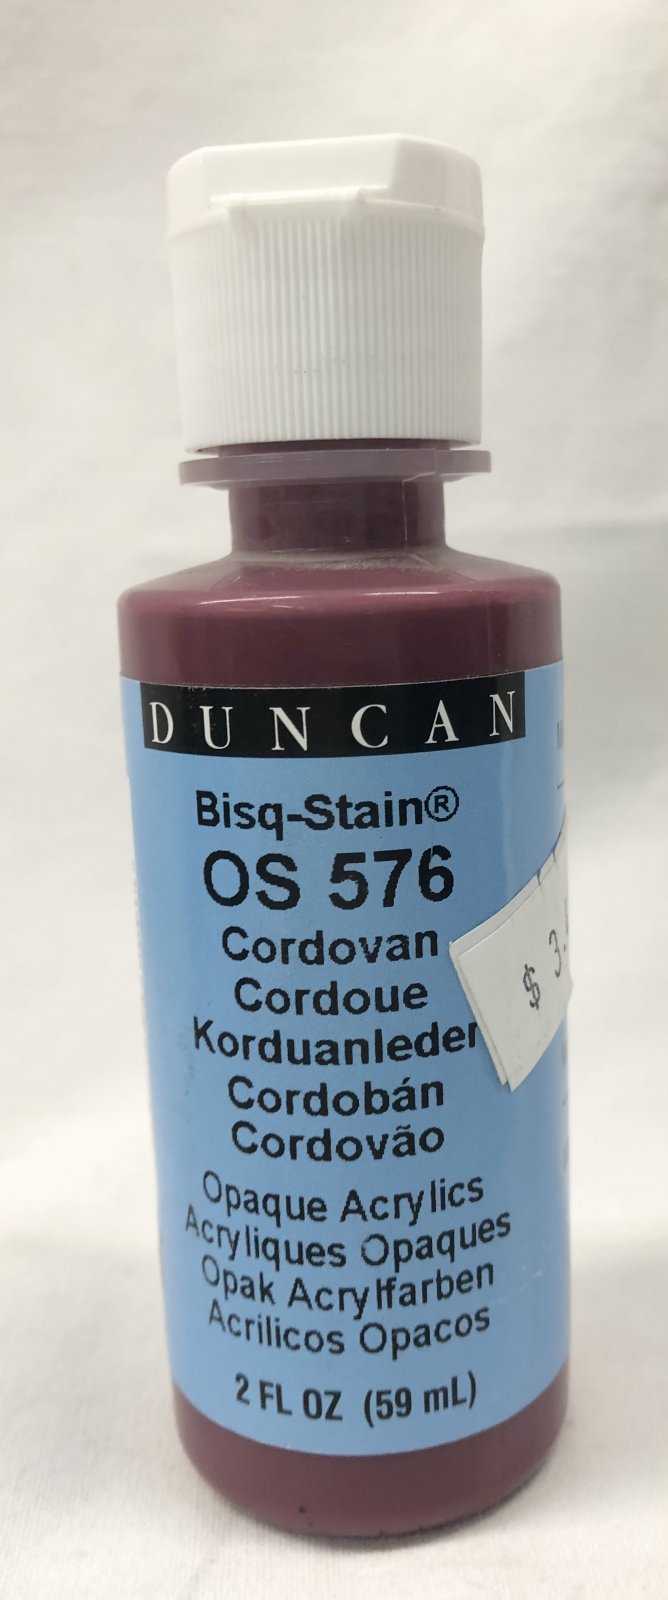 DUNCAN
Bisq-Stain®
OS 576
Cordovan
Cordoue
Korduanleder
Cordobán
Cordovão
Opaque Acrylics
Acryliques Opaques
Opak Acrylfarben
Acrilicos Opacos
2 FL OZ (59 mL)
$ 3.